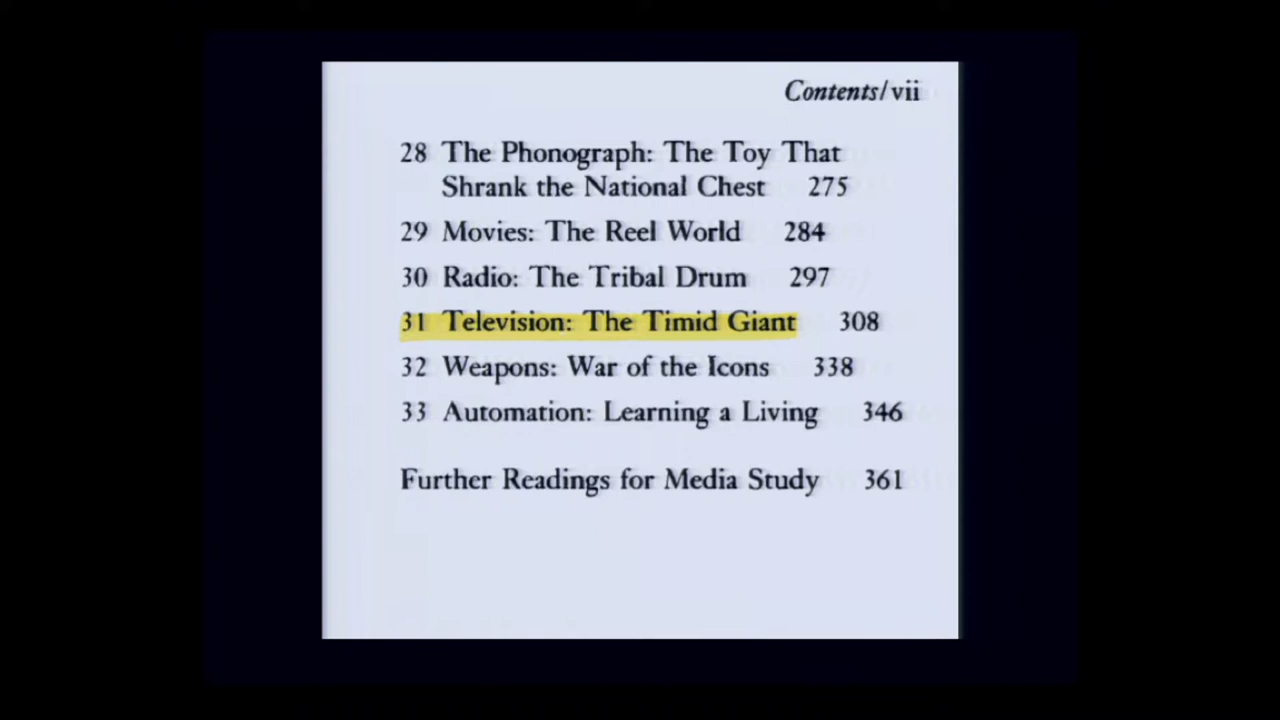 Contents/vii
28 The Phonograph: The Toy That
Shrank the National Chest 275
29 Movies: The Reel World 284
30 Radio: The Tribal Drum 297
31 Television: The Timid Giant 308
32 Weapons: War of the Icons 338
33 Automation: Learning a Living 346
Further Readings for Media Study 361